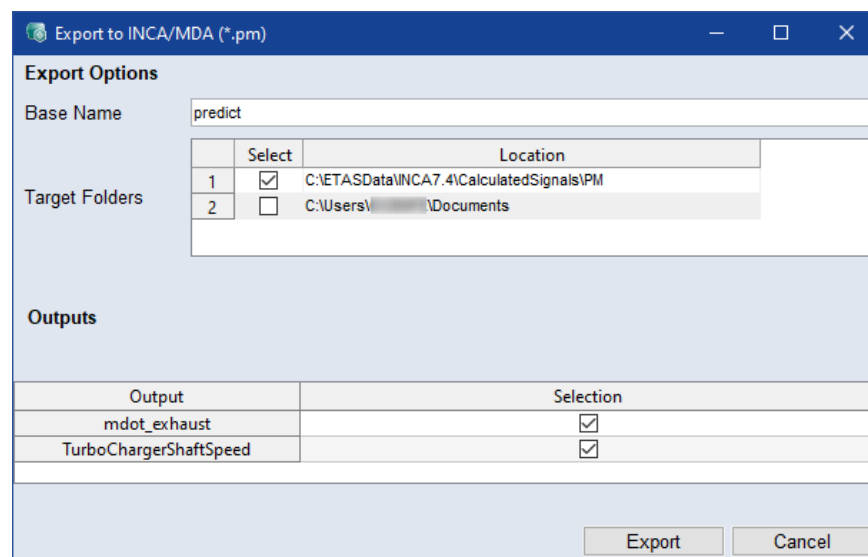 Export to INCA/MDA (*.pm)
Export Options
Base Name predict
Select Location
Target Folders
1 C:\ETASData\INCA7.4\CalculatedSignals\PM
2 C:\Users\ \Documents
Outputs
Output Selection
mdot_exhaust
TurboChargerShaftSpeed
Export Cancel